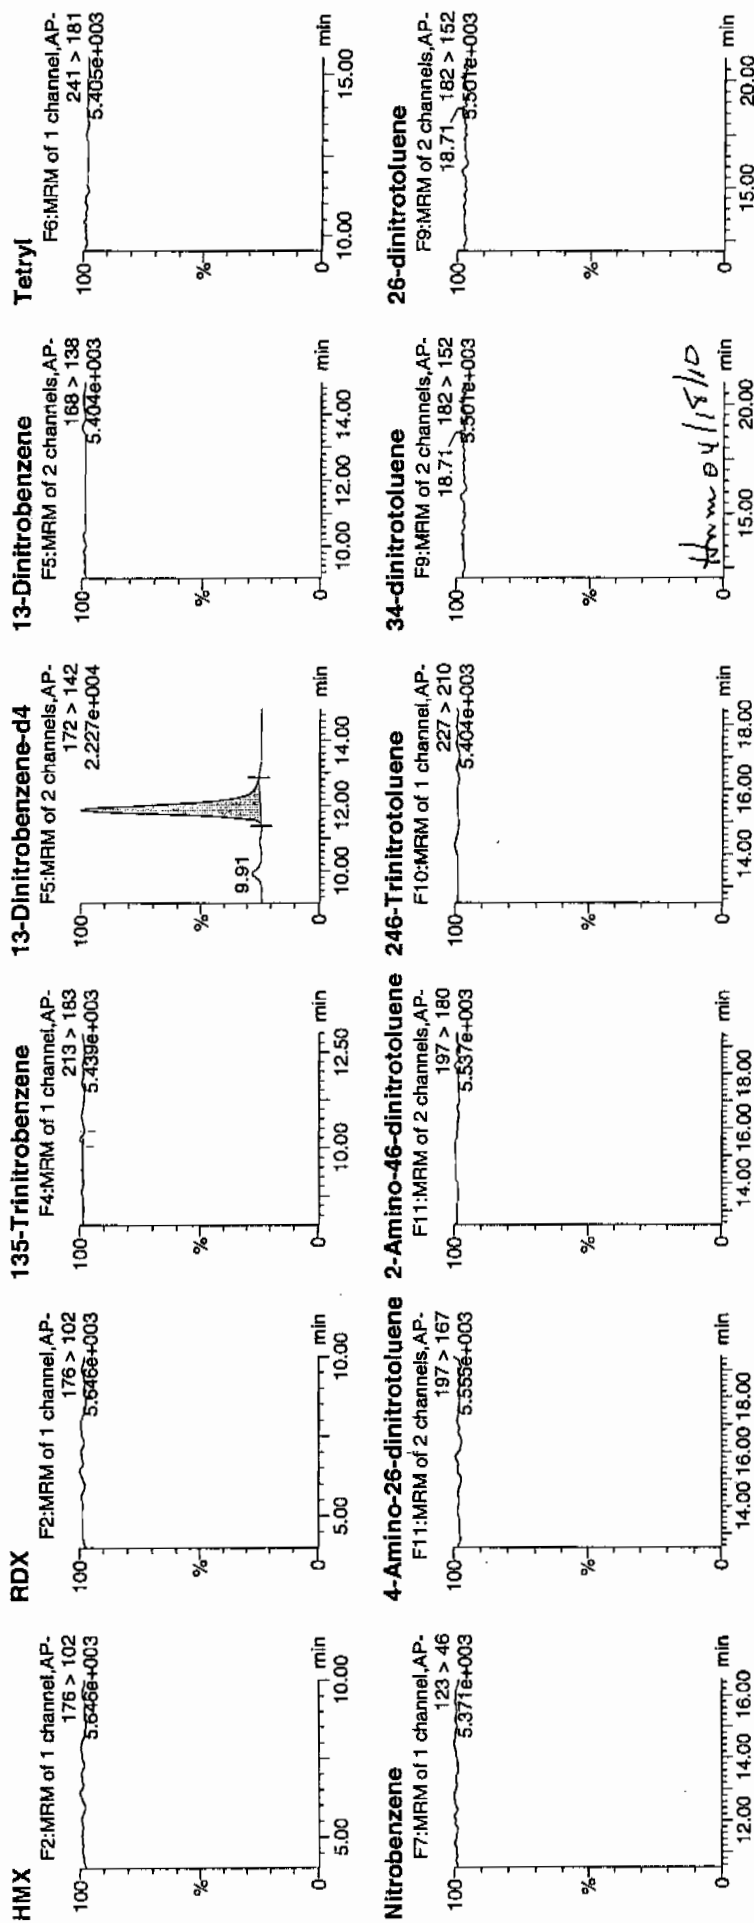 HMX
F2:MRM of 1 channel,AP-
176 > 102
5.646e+003
100
%
0
5.00
10.00
min
RDX
F2:MRM of 1 channel,AP-
176 > 102
5.646e+003
100
%
0
5.00
10.00
min
135-Trinitrobenzene
F4:MRM of 1 channel,AP-
213 > 183
5.439e+003
100
%
0
10.00
12.50
min
13-Dinitrobenzene-d4
F5:MRM of 2 channels,AP-
172 > 142
2.227e+004
100
%
9.91
0
10.00
12.00
14.00
min
13-Dinitrobenzene
F5:MRM of 2 channels,AP-
168 > 138
5.404e+003
100
%
0
10.00
12.00
14.00
min
Tetryl
F6:MRM of 1 channel,AP-
241 > 181
5.405e+003
100
%
0
10.00
15.00
min
Nitrobenzene
F7:MRM of 1 channel,AP-
123 > 46
5.371e+003
100
%
0
12.00
14.00
16.00
min
4-Amino-26-dinitrotoluene
F11:MRM of 2 channels,AP-
197 > 167
5.555e+003
100
%
0
14.00
16.00
18.00
min
2-Amino-46-dinitrotoluene
F11:MRM of 2 channels,AP-
197 > 180
5.537e+003
100
%
0
14.00
16.00
18.00
min
246-Trinitrotoluene
F10:MRM of 1 channel,AP-
227 > 210
5.404e+003
100
%
0
14.00
16.00
18.00
min
34-dinitrotoluene
F9:MRM of 2 channels,AP-
18.71 182 > 152
5.501e+003
100
%
0
15.00
20.00
min
04/18/10
26-dinitrotoluene
F9:MRM of 2 channels,AP-
18.71 182 > 152
5.501e+003
100
%
0
15.00
20.00
min